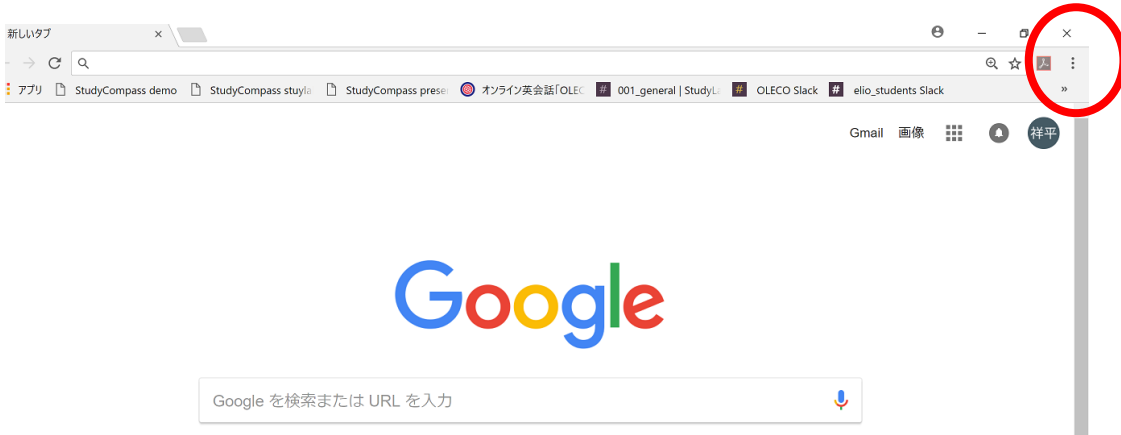 新しいタブ
アプリ StudyCompass demo StudyCompass stuyla StudyCompass prese オンライン英会話「OLEC 001_general | StudyL OLECO Slack elio_students Slack »
Gmail 画像 祥平
Google
Google を検索または URL を入力